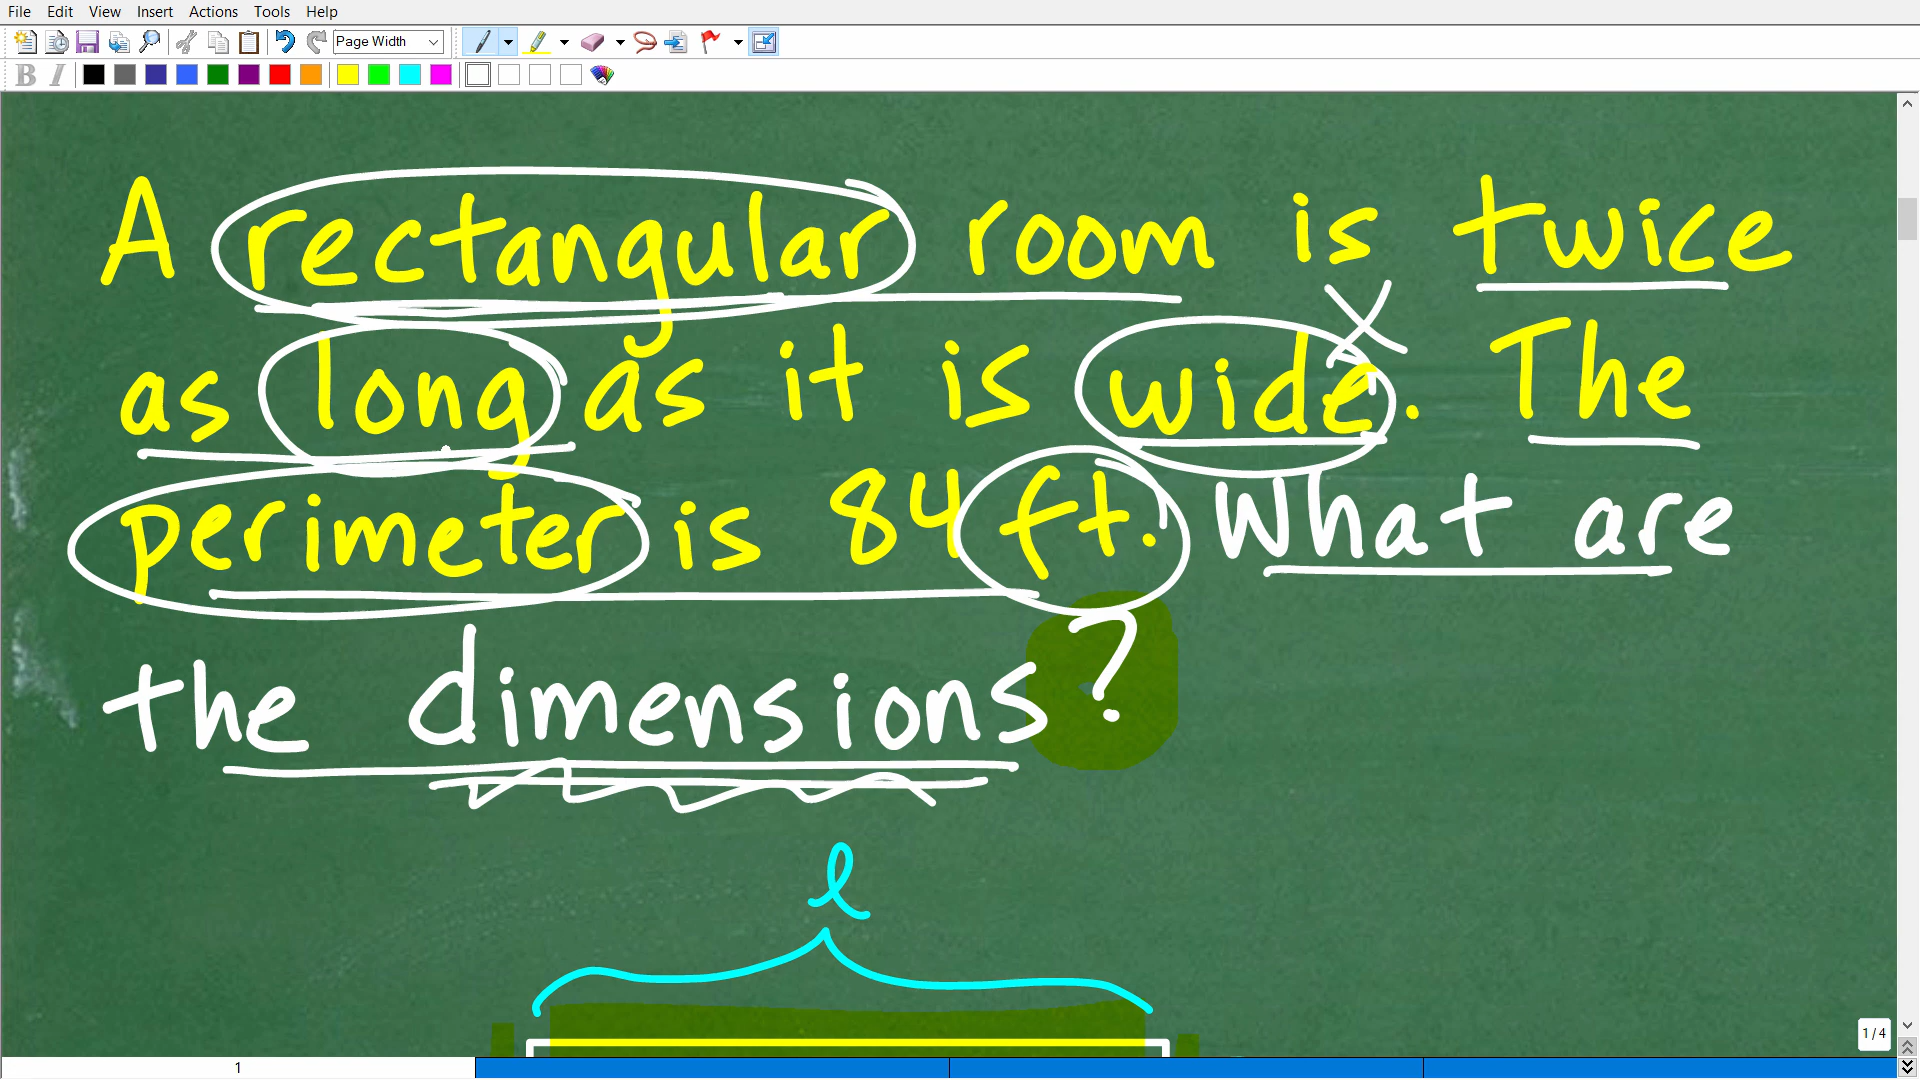 File Edit View Insert Actions Tools Help
Page Width
B I
A rectangular room is twice
x
as long as it is wide. The
perimeter is 84 ft. What are
the dimensions?
l
1 / 4
1